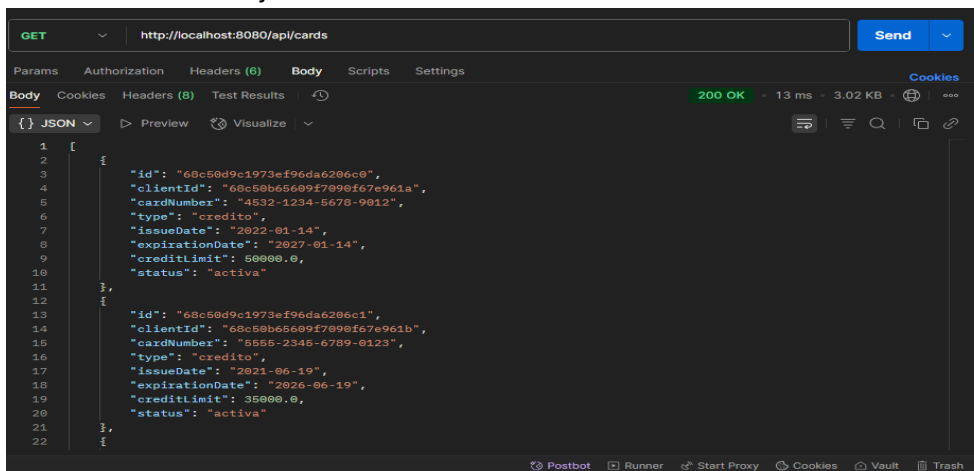 GET http://localhost:8080/api/cards Send
Params Authorization Headers (6) Body Scripts Settings Cookies
Body Cookies Headers (8) Test Results 200 OK 13 ms 3.02 KB
{} JSON Preview Visualize
1 [
2 {
3 "id": "68c50d9c1973ef96da6206c0",
4 "clientId": "68c50b65609f7090f67e961a",
5 "cardNumber": "4532-1234-5678-9012",
6 "type": "credito",
7 "issueDate": "2022-01-14",
8 "expirationDate": "2027-01-14",
9 "creditLimit": 50000.0,
10 "status": "activa"
11 },
12 {
13 "id": "68c50d9c1973ef96da6206c1",
14 "clientId": "68c50b65609f7090f67e961b",
15 "cardNumber": "5555-2345-6789-0123",
16 "type": "credito",
17 "issueDate": "2021-06-19",
18 "expirationDate": "2026-06-19",
19 "creditLimit": 35000.0,
20 "status": "activa"
21 },
22 {
Postbot Runner Start Proxy Cookies Vault Trash